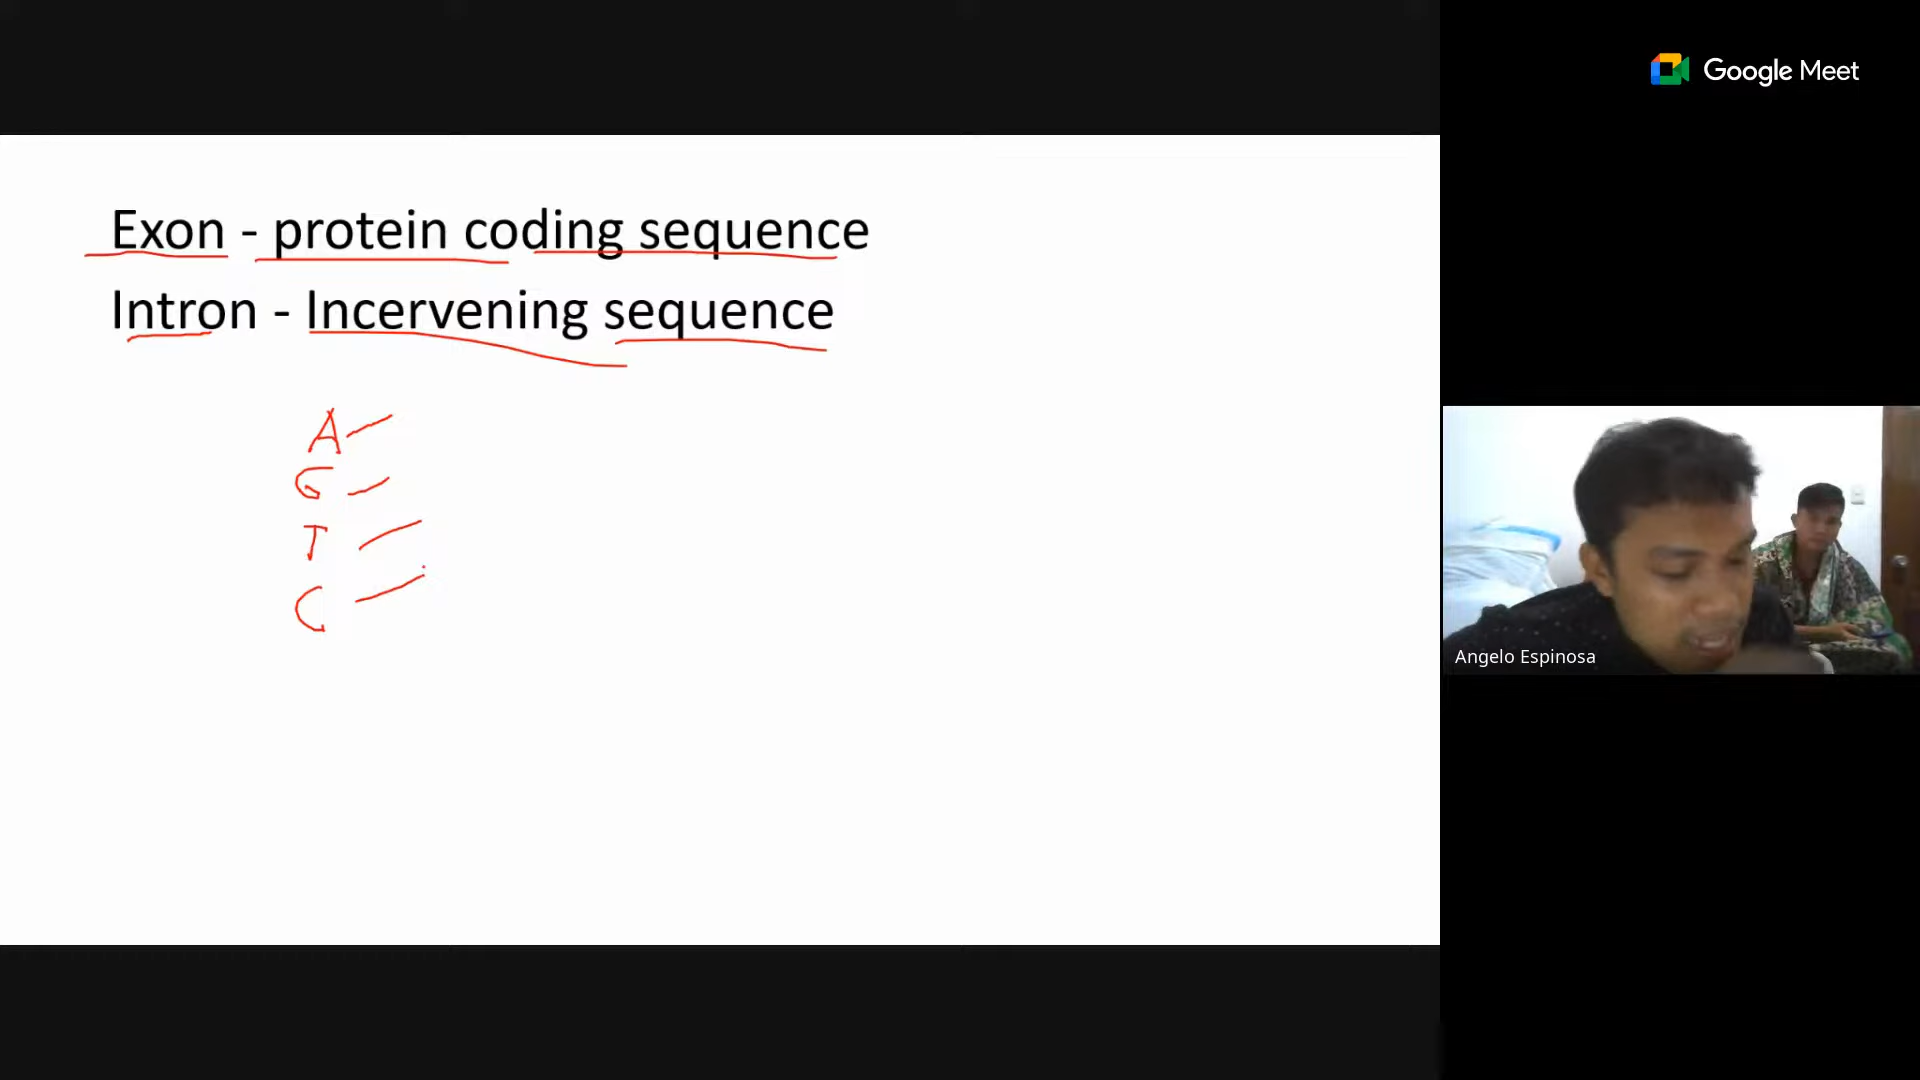 Google Meet
Exon - protein coding sequence
Intron - Incervening sequence
A
G
T
C
Angelo Espinosa